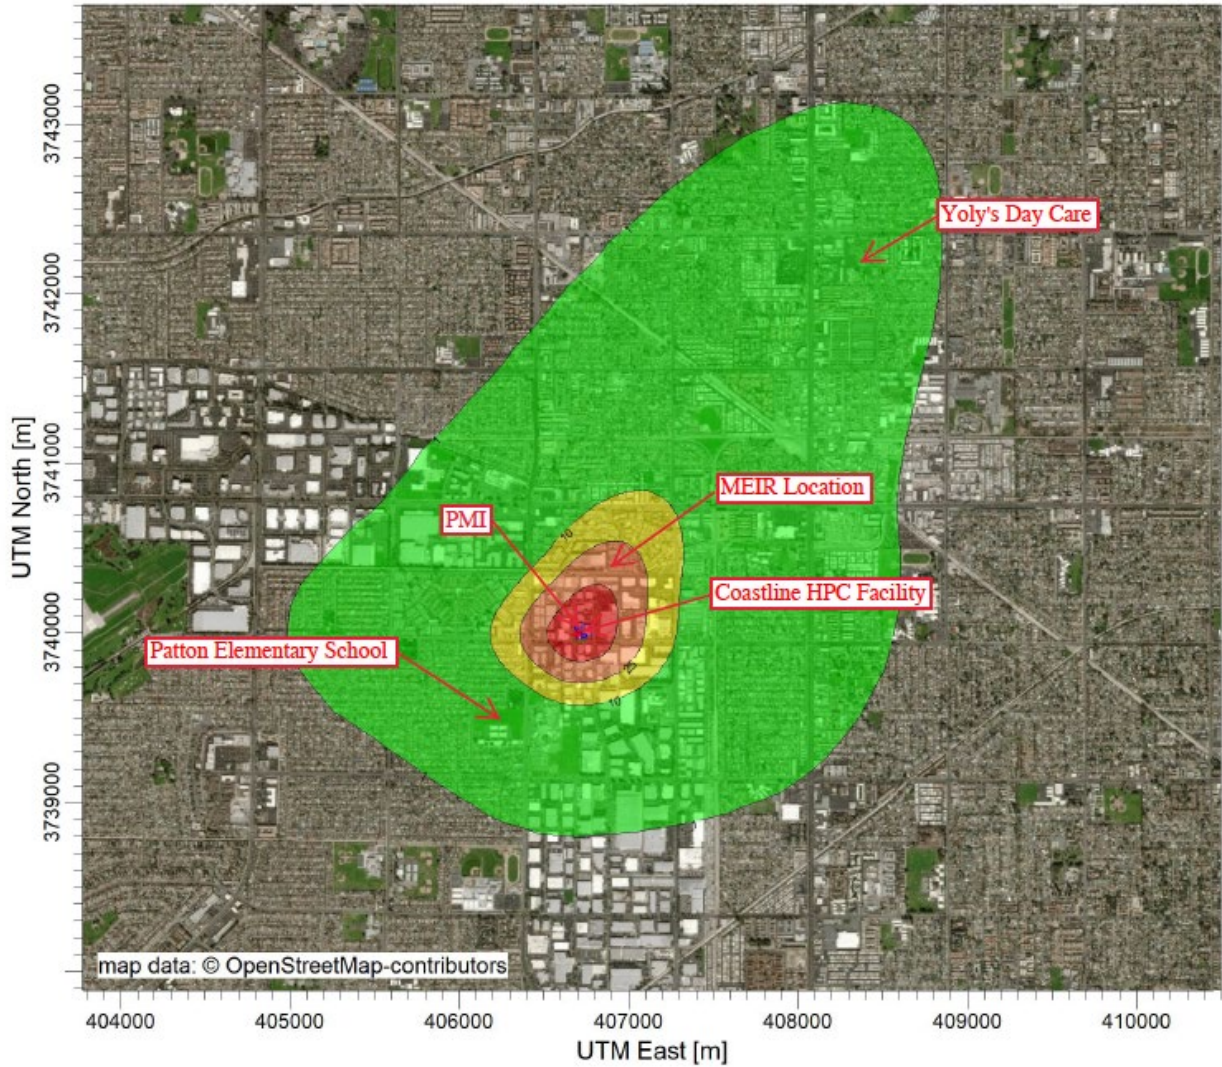 3743000
Yoly's Day Care
3742000
UTM North [m]
3741000
MEIR Location
PMI
10
Coastline HPC Facility
3740000
Patton Elementary School
25
10
3739000
map data: © OpenStreetMap-contributors
404000 405000 406000 407000 408000 409000 410000
UTM East [m]